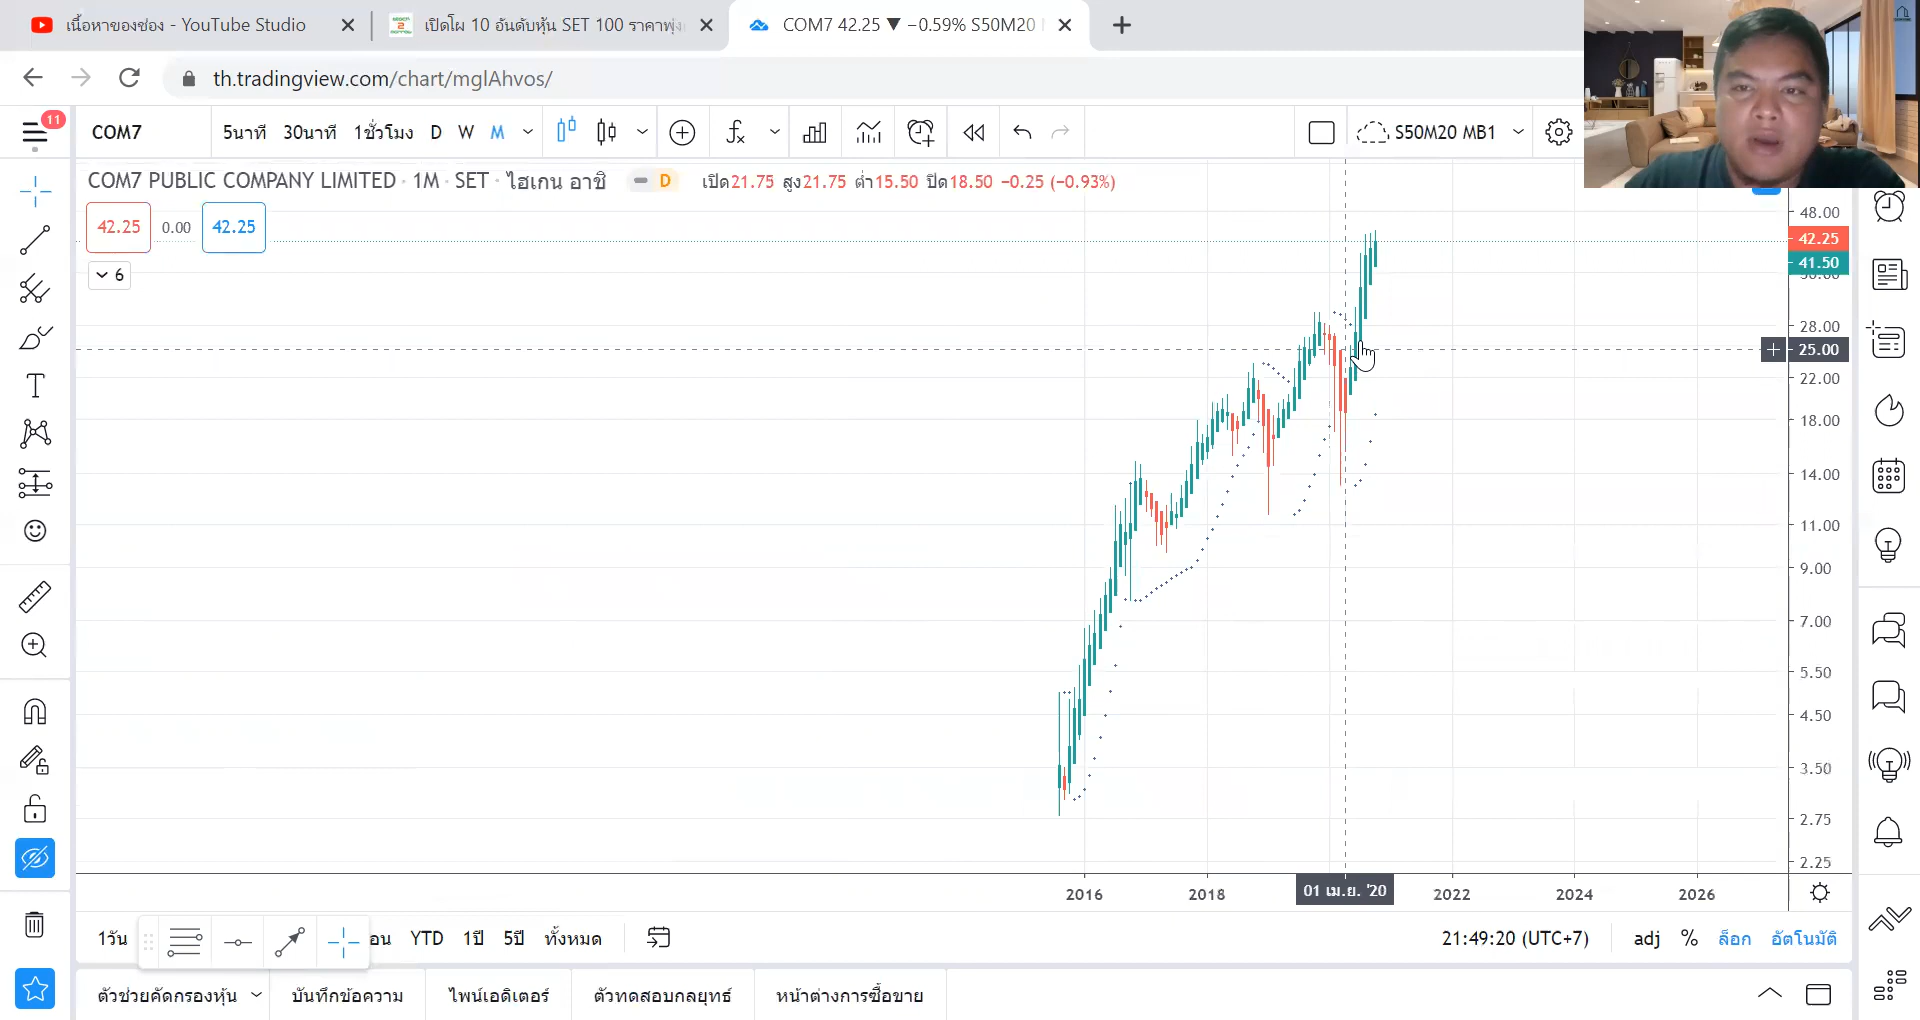 เนื้อหาของช่อง - YouTube Studio
เปิดโผ 10 อันดับหุ้น SET 100 ราคาพุ่ง
COM7 42.25 ▼ −0.59% S50M20
th.tradingview.com/chart/mglAhvos/
11
COM7
5นาที 30นาที 1ชั่วโมง D W M
S50M20 MB1
COM7 PUBLIC COMPANY LIMITED · 1M · SET · ไฮเกน อาชิ
D
เปิด21.75 สูง21.75 ต่ำ15.50 ปิด18.50 −0.25 (−0.93%)
42.25 0.00 42.25
6
48.00
42.25
41.50
28.00
25.00
22.00
18.00
14.00
11.00
9.00
7.00
5.50
4.50
3.50
2.75
2.25
2016 2018 01 เม.ย. '20 2022 2024 2026
1วัน
อน YTD 1ปี 5ปี ทั้งหมด
21:49:20 (UTC+7) adj % ล็อก อัตโนมัติ
ตัวช่วยคัดกรองหุ้น บันทึกข้อความ ไพน์เอดิเตอร์ ตัวทดสอบกลยุทธ์ หน้าต่างการซื้อขาย